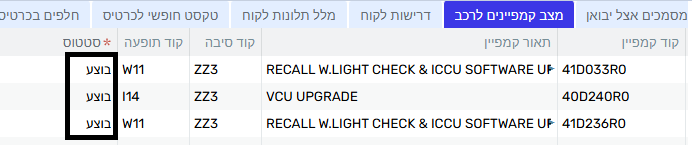 מסמכים אצל יבואן מצב קמפיינים לרכב דרישות לקוח מלל תלונות לקוח טקסט חופשי לכרטיס חלפים בכרטיס
קוד קמפיין תאור קמפיין קוד סיבה קוד תופעה סטטוס*
41D033R0 RECALL W.LIGHT CHECK & ICCU SOFTWARE UP ZZ3 W11 בוצע
40D240R0 VCU UPGRADE ZZ3 I14 בוצע
41D236R0 RECALL W.LIGHT CHECK & ICCU SOFTWARE UP ZZ3 W11 בוצע